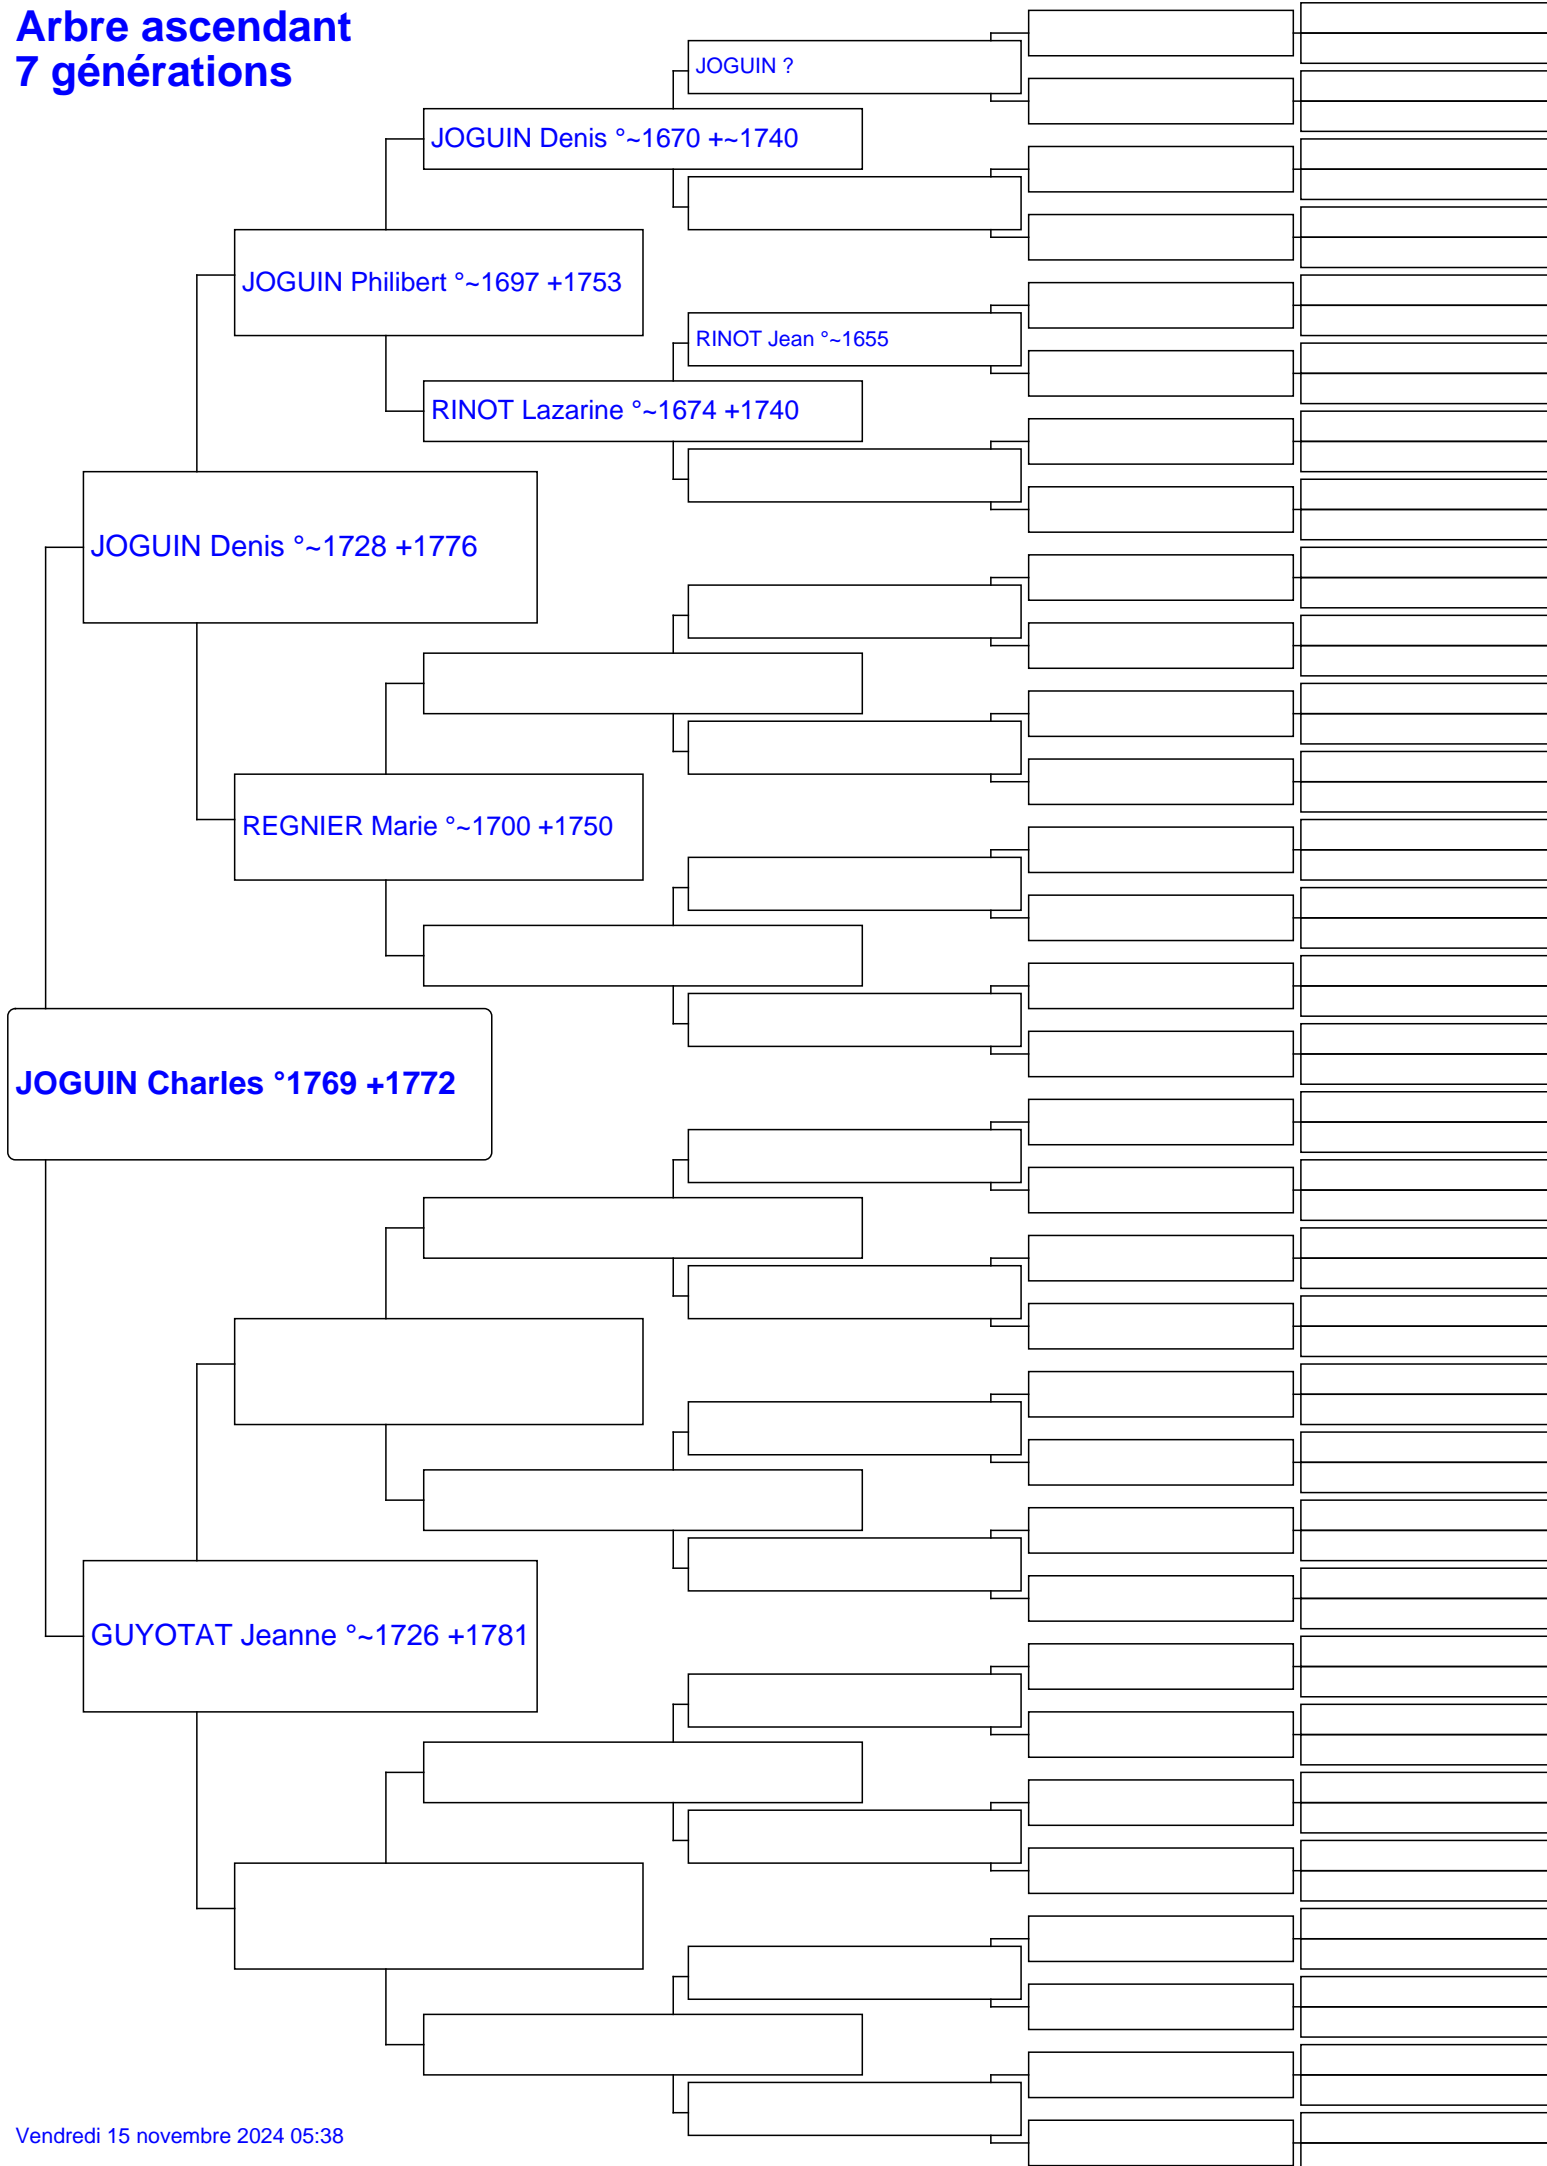 Arbre ascendant
7 générations
JOGUIN ?
JOGUIN Denis °~1670 +~1740
JOGUIN Philibert °~1697 +1753
RINOT Jean °~1655
RINOT Lazarine °~1674 +1740
JOGUIN Denis °~1728 +1776
REGNIER Marie °~1700 +1750
JOGUIN Charles °1769 +1772
GUYOTAT Jeanne °~1726 +1781
Vendredi 15 novembre 2024 05:38